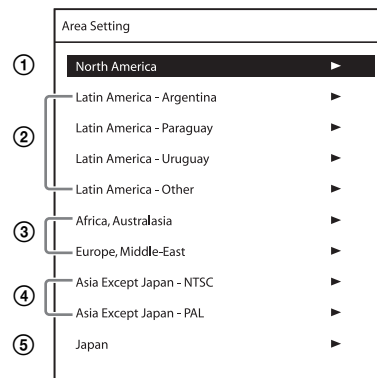 Area Setting
① North America ►
Latin America - Argentina ►
② Latin America - Paraguay ►
Latin America - Uruguay ►
Latin America - Other ►
③ Africa, Australasia ►
Europe, Middle-East ►
④ Asia Except Japan - NTSC ►
Asia Except Japan - PAL ►
⑤ Japan ►